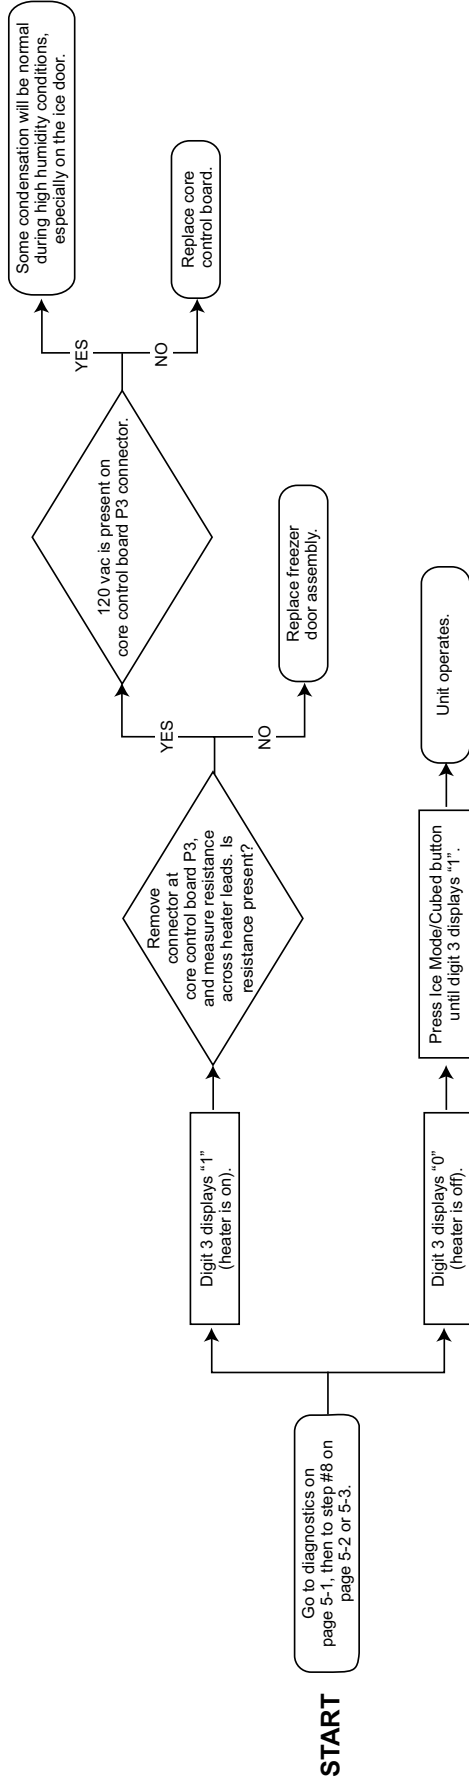 START
Go to diagnostics on
page 5-1, then to step #8 on
page 5-2 or 5-3.
Digit 3 displays “1”
(heater is on).
Remove
connector at
core control board P3,
and measure resistance
across heater leads. Is
resistance present?
YES
NO
120 vac is present on
core control board P3 connector.
YES
NO
Some condensation will be normal
during high humidity conditions,
especially on the ice door.
Replace core
control board.
Replace freezer
door assembly.
Digit 3 displays “0”
(heater is off).
Press Ice Mode/Cubed button
until digit 3 displays “1”.
Unit operates.